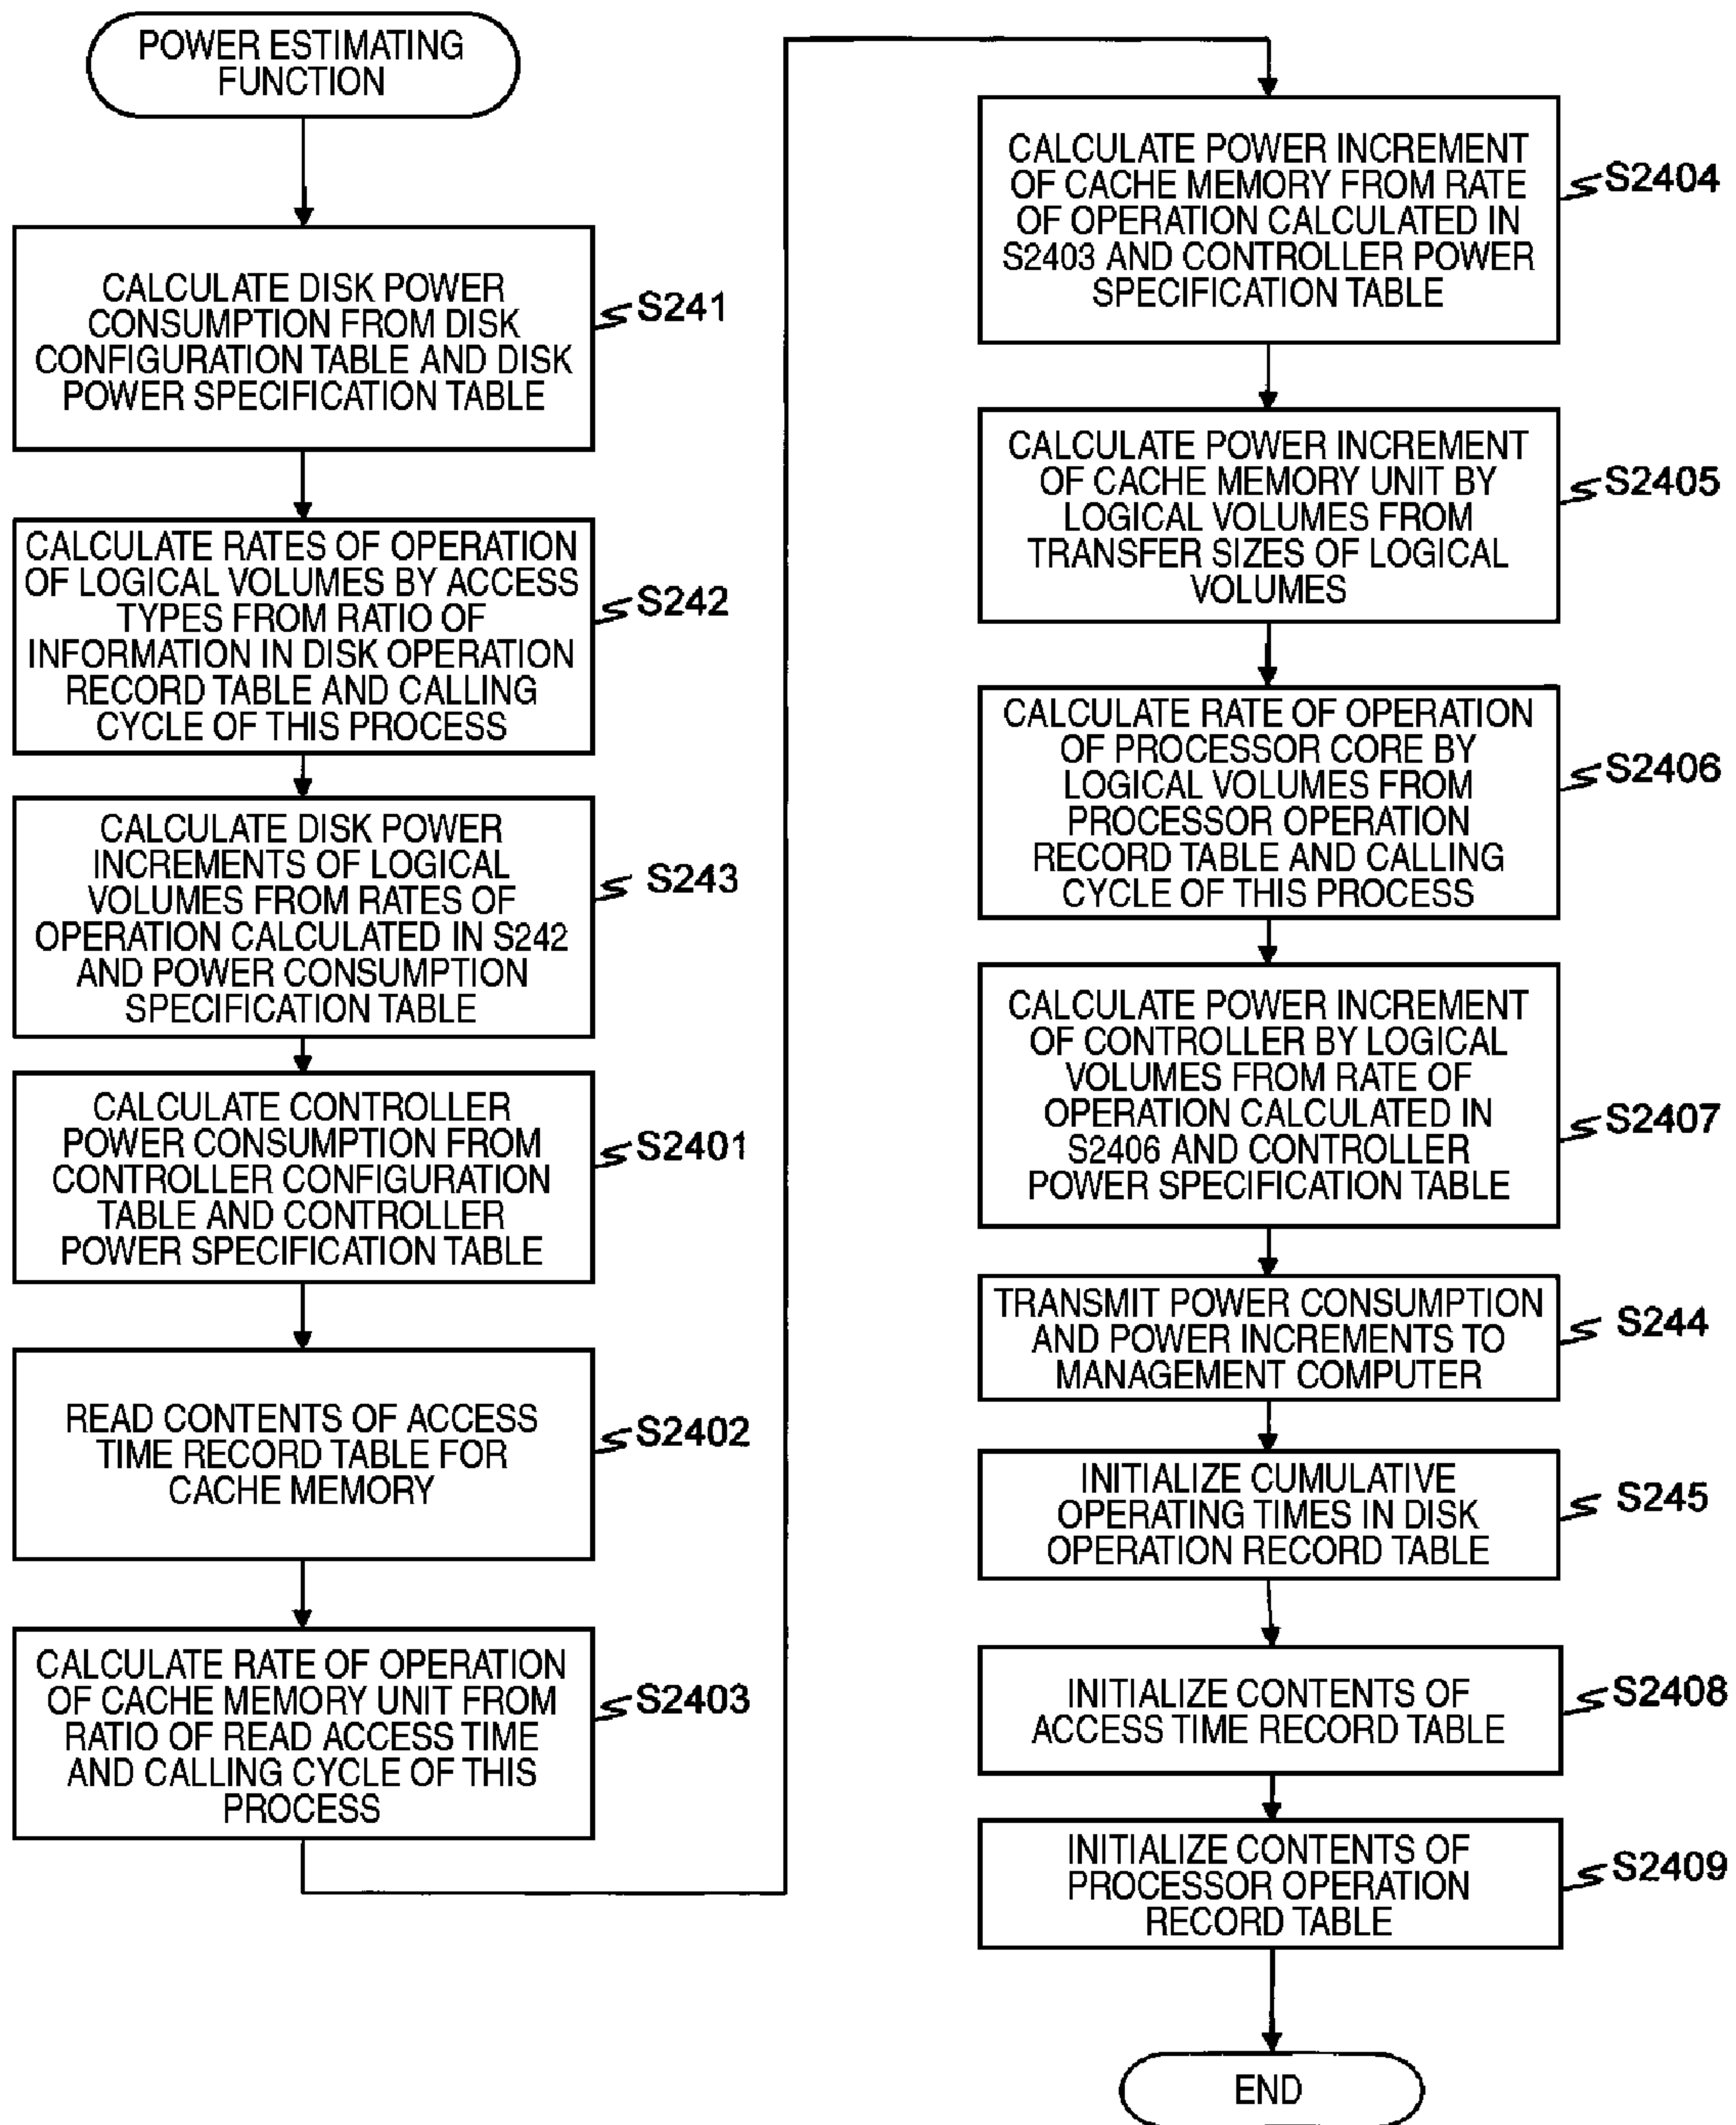 POWER ESTIMATING
FUNCTION
CALCULATE DISK POWER
CONSUMPTION FROM DISK
CONFIGURATION TABLE AND DISK
POWER SPECIFICATION TABLE
S241
CALCULATE RATES OF OPERATION
OF LOGICAL VOLUMES BY ACCESS
TYPES FROM RATIO OF
INFORMATION IN DISK OPERATION
RECORD TABLE AND CALLING
CYCLE OF THIS PROCESS
S242
CALCULATE DISK POWER
INCREMENTS OF LOGICAL
VOLUMES FROM RATES OF
OPERATION CALCULATED IN S242
AND POWER CONSUMPTION
SPECIFICATION TABLE
S243
CALCULATE CONTROLLER
POWER CONSUMPTION FROM
CONTROLLER CONFIGURATION
TABLE AND CONTROLLER
POWER SPECIFICATION TABLE
S2401
READ CONTENTS OF ACCESS
TIME RECORD TABLE FOR
CACHE MEMORY
S2402
CALCULATE RATE OF OPERATION
OF CACHE MEMORY UNIT FROM
RATIO OF READ ACCESS TIME
AND CALLING CYCLE OF THIS
PROCESS
S2403
CALCULATE POWER INCREMENT
OF CACHE MEMORY FROM RATE
OF OPERATION CALCULATED IN
S2403 AND CONTROLLER POWER
SPECIFICATION TABLE
S2404
CALCULATE POWER INCREMENT
OF CACHE MEMORY UNIT BY
LOGICAL VOLUMES FROM
TRANSFER SIZES OF LOGICAL
VOLUMES
S2405
CALCULATE RATE OF OPERATION
OF PROCESSOR CORE BY
LOGICAL VOLUMES FROM
PROCESSOR OPERATION
RECORD TABLE AND CALLING
CYCLE OF THIS PROCESS
S2406
CALCULATE POWER INCREMENT
OF CONTROLLER BY LOGICAL
VOLUMES FROM RATE OF
OPERATION CALCULATED IN
S2406 AND CONTROLLER
POWER SPECIFICATION TABLE
S2407
TRANSMIT POWER CONSUMPTION
AND POWER INCREMENTS TO
MANAGEMENT COMPUTER
S244
INITIALIZE CUMULATIVE
OPERATING TIMES IN DISK
OPERATION RECORD TABLE
S245
INITIALIZE CONTENTS OF
ACCESS TIME RECORD TABLE
S2408
INITIALIZE CONTENTS OF
PROCESSOR OPERATION
RECORD TABLE
S2409
END